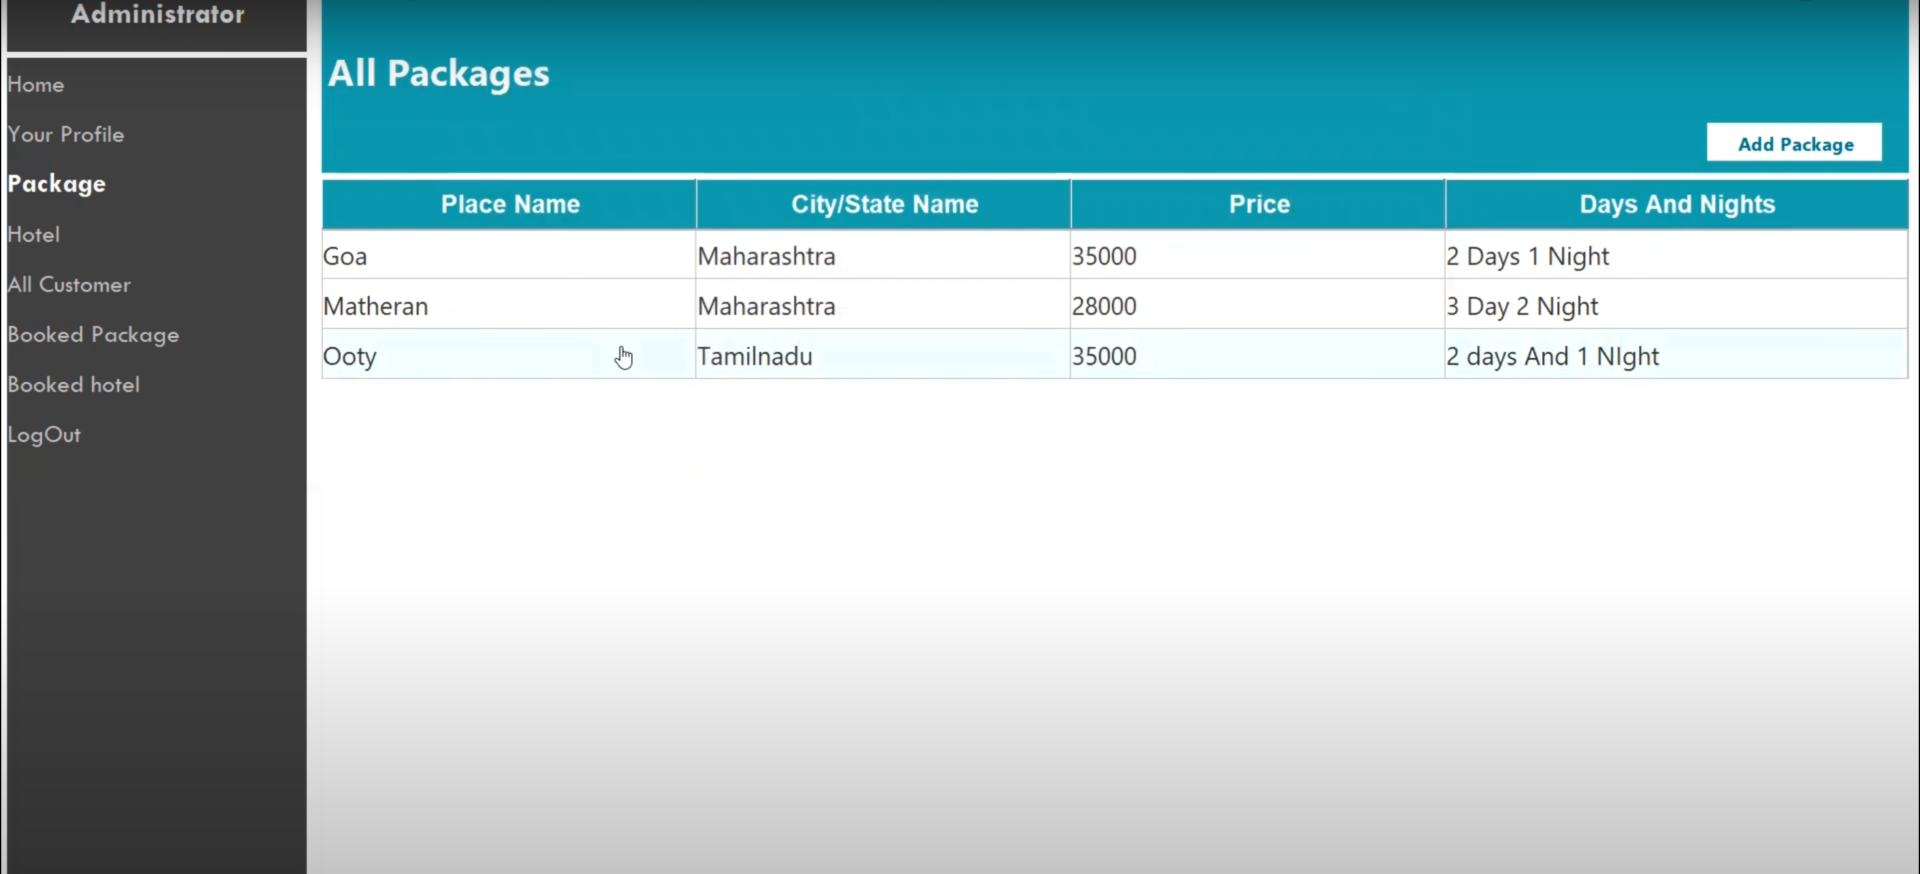 Administrator
Home
Your Profile
Package
Hotel
All Customer
Booked Package
Booked hotel
LogOut
All Packages
Add Package
Place Name City/State Name Price Days And Nights
Goa Maharashtra 35000 2 Days 1 Night
Matheran Maharashtra 28000 3 Day 2 Night
Ooty Tamilnadu 35000 2 days And 1 NIght